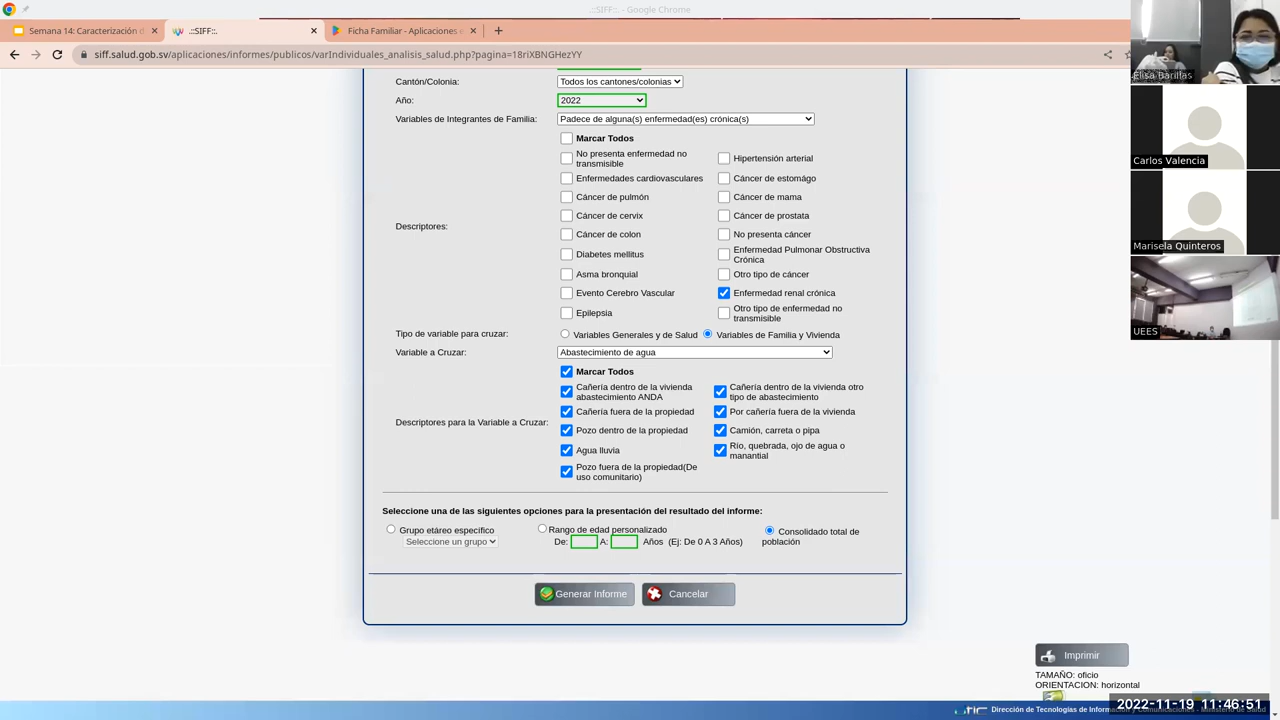 .::SIFF::. - Google Chrome
Semana 14: Caracterización d
.::SIFF::.
Ficha Familiar - Aplicaciones e
siff.salud.gob.sv/aplicaciones/informes/publicos/varIndividuales_analisis_salud.php?pagina=18riXBNGHezYY
Elisa Barillas
Carlos Valencia
Marisela Quinteros
UEES
Cantón/Colonia:
Todos los cantones/colonias
Año:
2022
Variables de Integrantes de Familia:
Padece de alguna(s) enfermedad(es) crónica(s)
Descriptores:
Marcar Todos
No presenta enfermedad no
transmisible
Hipertensión arterial
Enfermedades cardiovasculares
Cáncer de estomágo
Cáncer de pulmón
Cáncer de mama
Cáncer de cervix
Cáncer de prostata
Cáncer de colon
No presenta cáncer
Diabetes mellitus
Enfermedad Pulmonar Obstructiva
Crónica
Asma bronquial
Otro tipo de cáncer
Evento Cerebro Vascular
Enfermedad renal crónica
Epilepsia
Otro tipo de enfermedad no
transmisible
Tipo de variable para cruzar:
Variables Generales y de Salud
Variables de Familia y Vivienda
Variable a Cruzar:
Abastecimiento de agua
Descriptores para la Variable a Cruzar:
Marcar Todos
Cañería dentro de la vivienda
abastecimiento ANDA
Cañería dentro de la vivienda otro
tipo de abastecimiento
Cañería fuera de la propiedad
Por cañería fuera de la vivienda
Pozo dentro de la propiedad
Camión, carreta o pipa
Agua lluvia
Río, quebrada, ojo de agua o
manantial
Pozo fuera de la propiedad(De
uso comunitario)
Seleccione una de las siguientes opciones para la presentación del resultado del informe:
Grupo etáreo específico
Seleccione un grupo
Rango de edad personalizado
De: A: Años (Ej: De 0 A 3 Años)
Consolidado total de
población
Generar Informe
Cancelar
Imprimir
TAMAÑO: oficio
ORIENTACION: horizontal
2022-11-19 11:46:51
Dirección de Tecnologías de Información y Comunicaciones - Ministerio de Salud